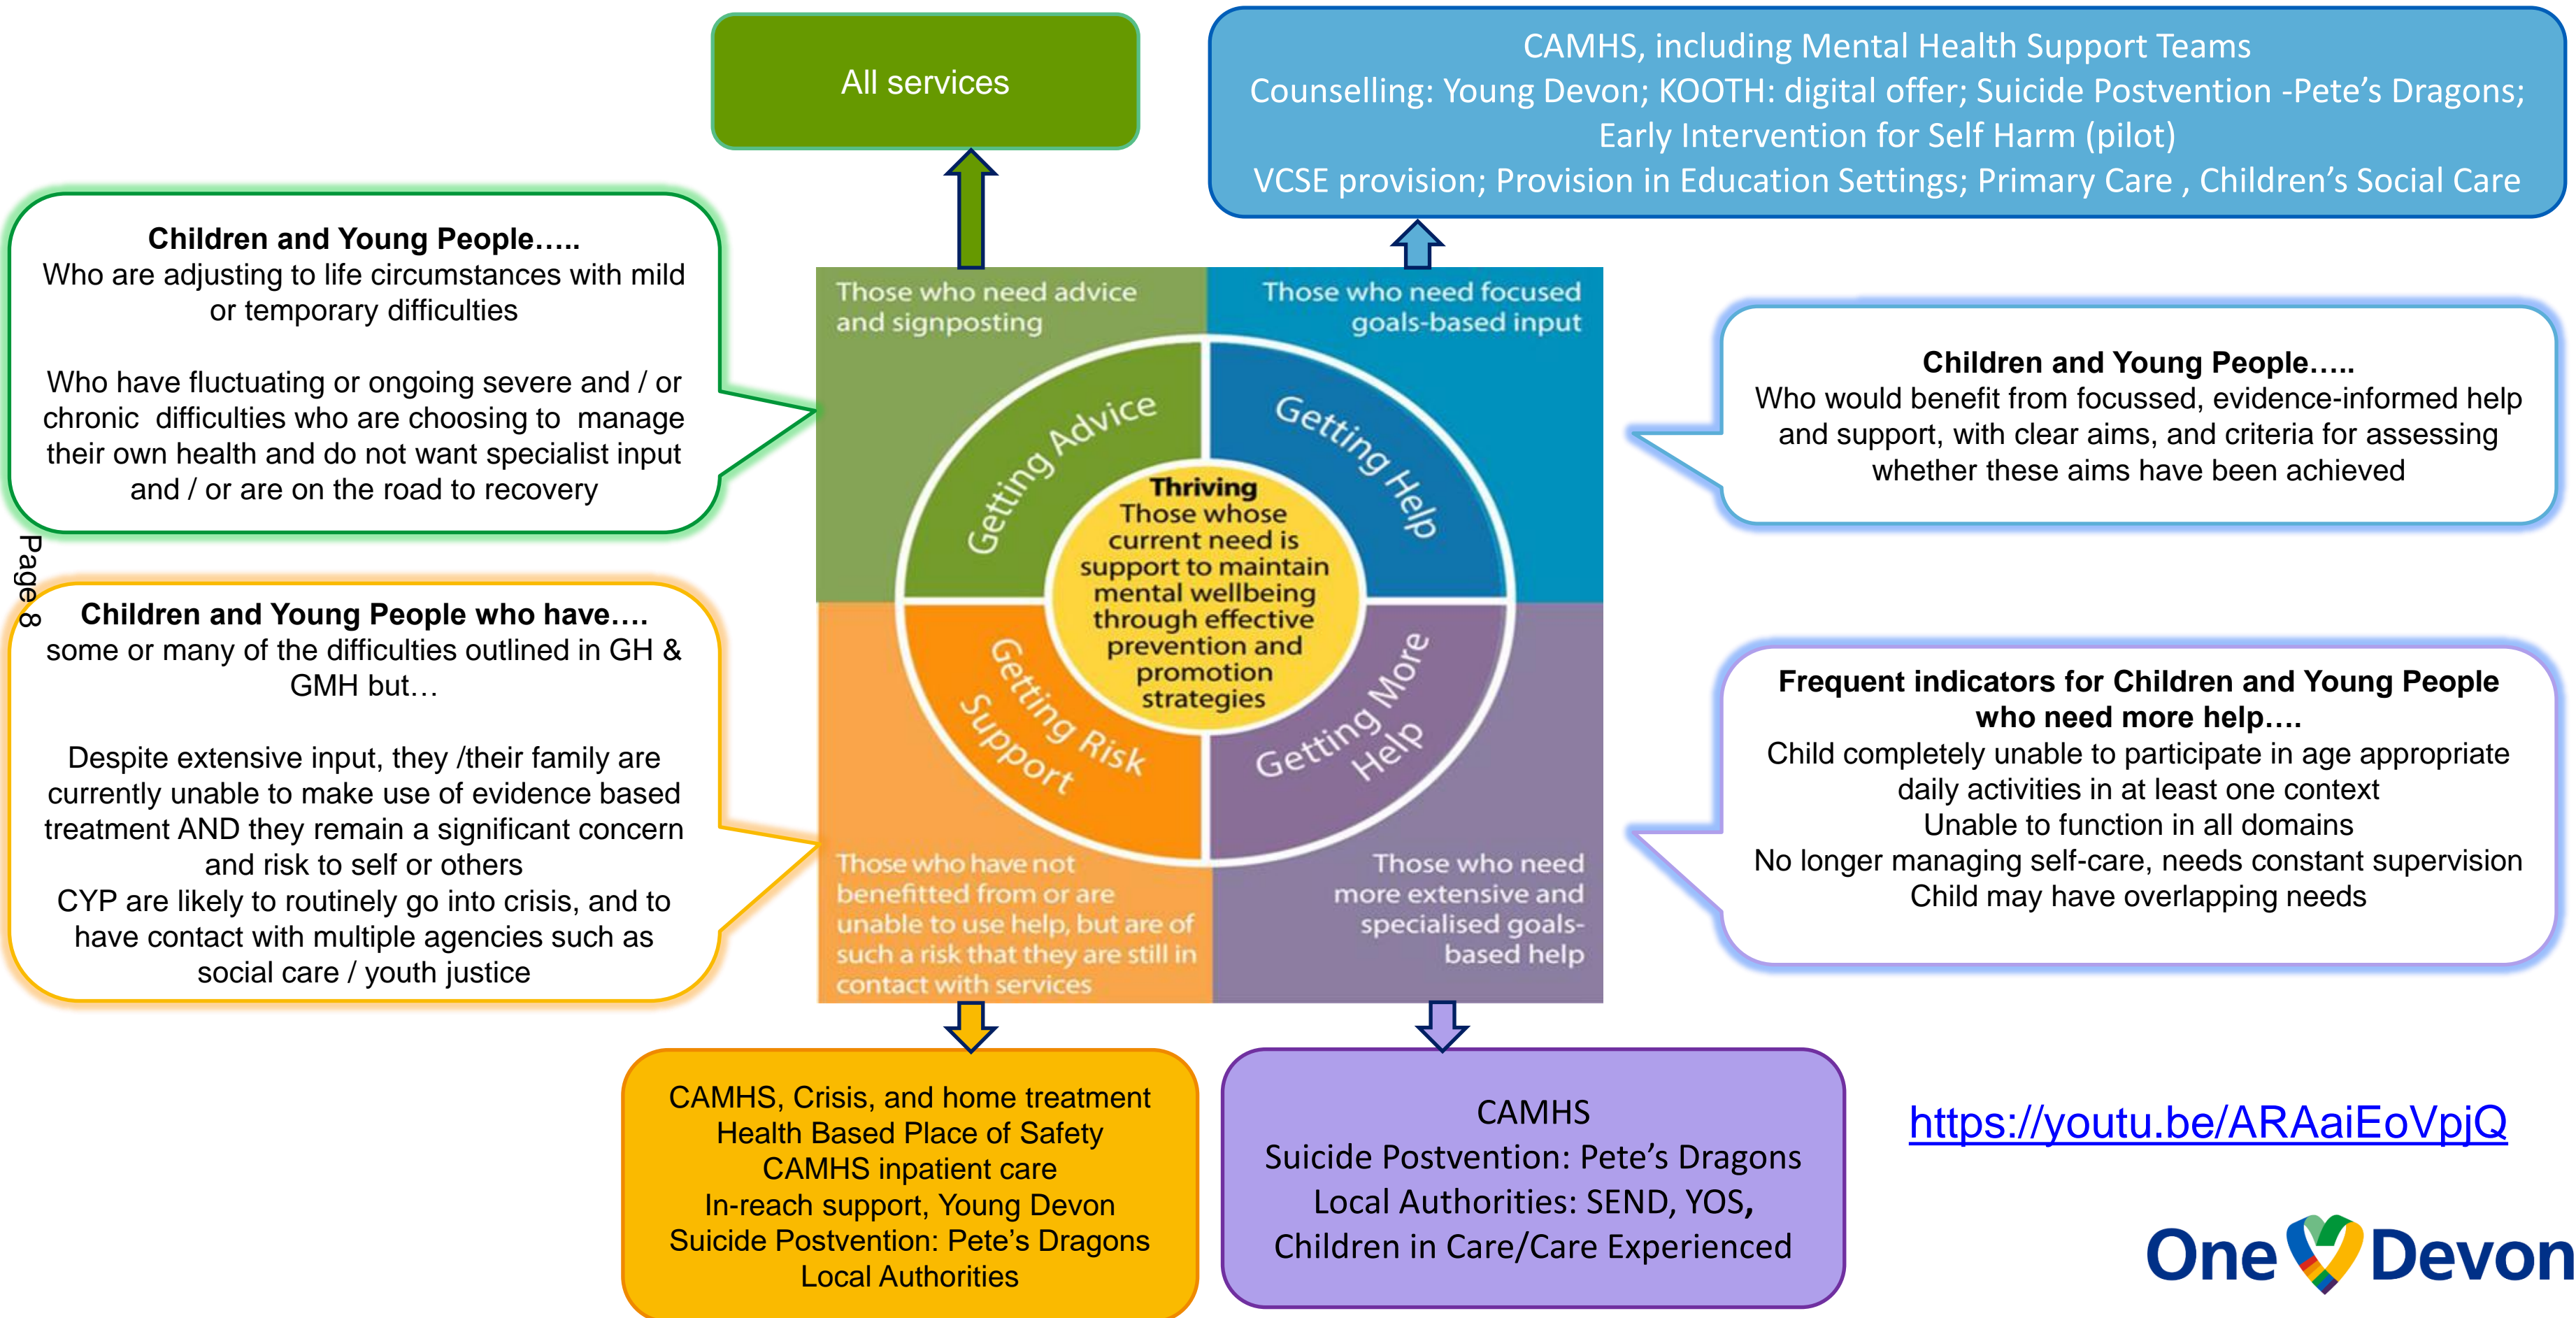 All services
CAMHS, including Mental Health Support Teams
Counselling: Young Devon; KOOTH: digital offer; Suicide Postvention -Pete’s Dragons;
Early Intervention for Self Harm (pilot)
VCSE provision; Provision in Education Settings; Primary Care , Children’s Social Care
Children and Young People…..
Who are adjusting to life circumstances with mild
or temporary difficulties
Who have fluctuating or ongoing severe and / or
chronic difficulties who are choosing to manage
their own health and do not want specialist input
and / or are on the road to recovery
Those who need advice
and signposting
Those who need focused
goals-based input
Getting Advice
Getting Help
Thriving
Those whose
current need is
support to maintain
mental wellbeing
through effective
prevention and
promotion
strategies
Getting Risk
Support
Getting More
Help
Those who have not
benefitted from or are
unable to use help, but are of
such a risk that they are still in
contact with services
Those who need
more extensive and
specialised goals-
based help
Children and Young People…..
Who would benefit from focussed, evidence-informed help
and support, with clear aims, and criteria for assessing
whether these aims have been achieved
Page 8
Children and Young People who have….
some or many of the difficulties outlined in GH &
GMH but…
Despite extensive input, they /their family are
currently unable to make use of evidence based
treatment AND they remain a significant concern
and risk to self or others
CYP are likely to routinely go into crisis, and to
have contact with multiple agencies such as
social care / youth justice
Frequent indicators for Children and Young People
who need more help….
Child completely unable to participate in age appropriate
daily activities in at least one context
Unable to function in all domains
No longer managing self-care, needs constant supervision
Child may have overlapping needs
CAMHS, Crisis, and home treatment
Health Based Place of Safety
CAMHS inpatient care
In-reach support, Young Devon
Suicide Postvention: Pete’s Dragons
Local Authorities
CAMHS
Suicide Postvention: Pete’s Dragons
Local Authorities: SEND, YOS,
Children in Care/Care Experienced
https://youtu.be/ARAaiEoVpjQ
One Devon